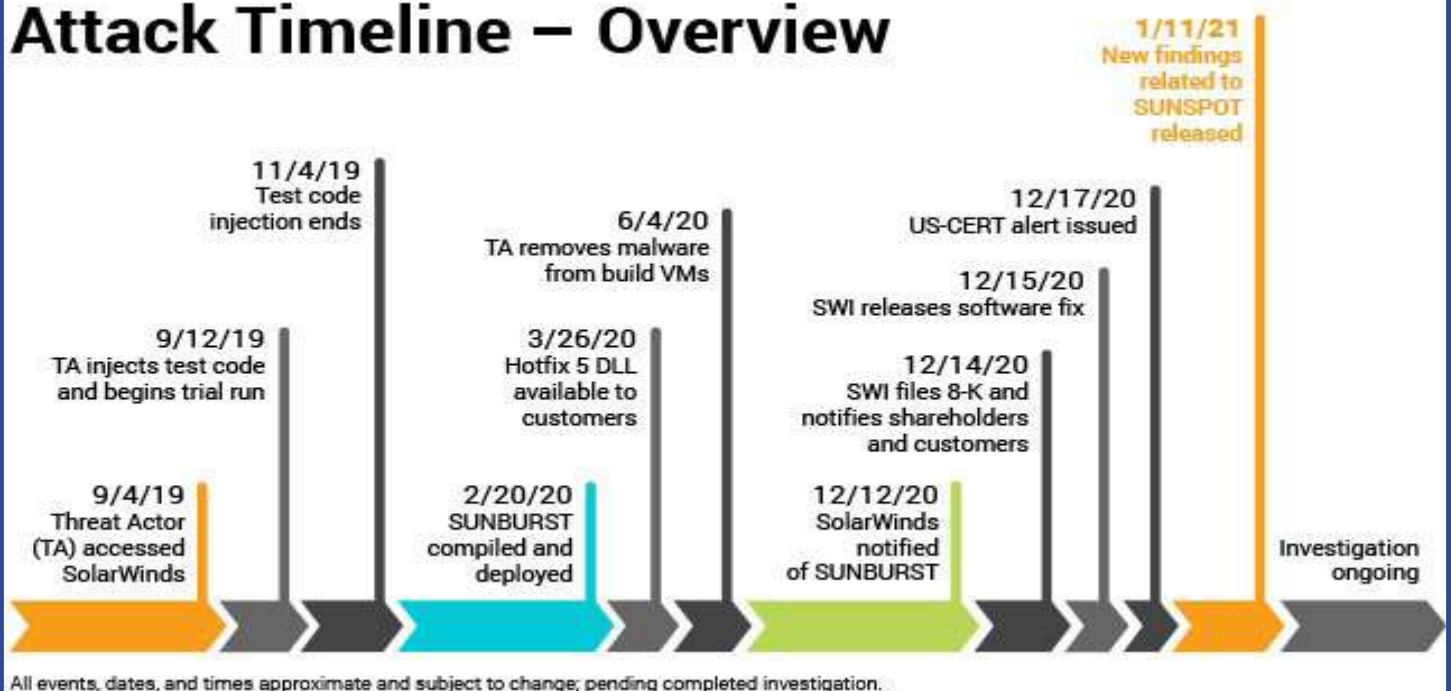 Attack Timeline – Overview
9/4/19
Threat Actor
(TA) accessed
SolarWinds
9/12/19
TA injects test code
and begins trial run
11/4/19
Test code
injection ends
2/20/20
SUNBURST
compiled and
deployed
3/26/20
Hotfix 5 DLL
available to
customers
6/4/20
TA removes malware
from build VMs
12/12/20
SolarWinds
notified
of SUNBURST
12/14/20
SWI files 8-K and
notifies shareholders
and customers
12/15/20
SWI releases software fix
12/17/20
US-CERT alert issued
1/11/21
New findings
related to
SUNSPOT
released
Investigation
ongoing
All events, dates, and times approximate and subject to change; pending completed investigation.